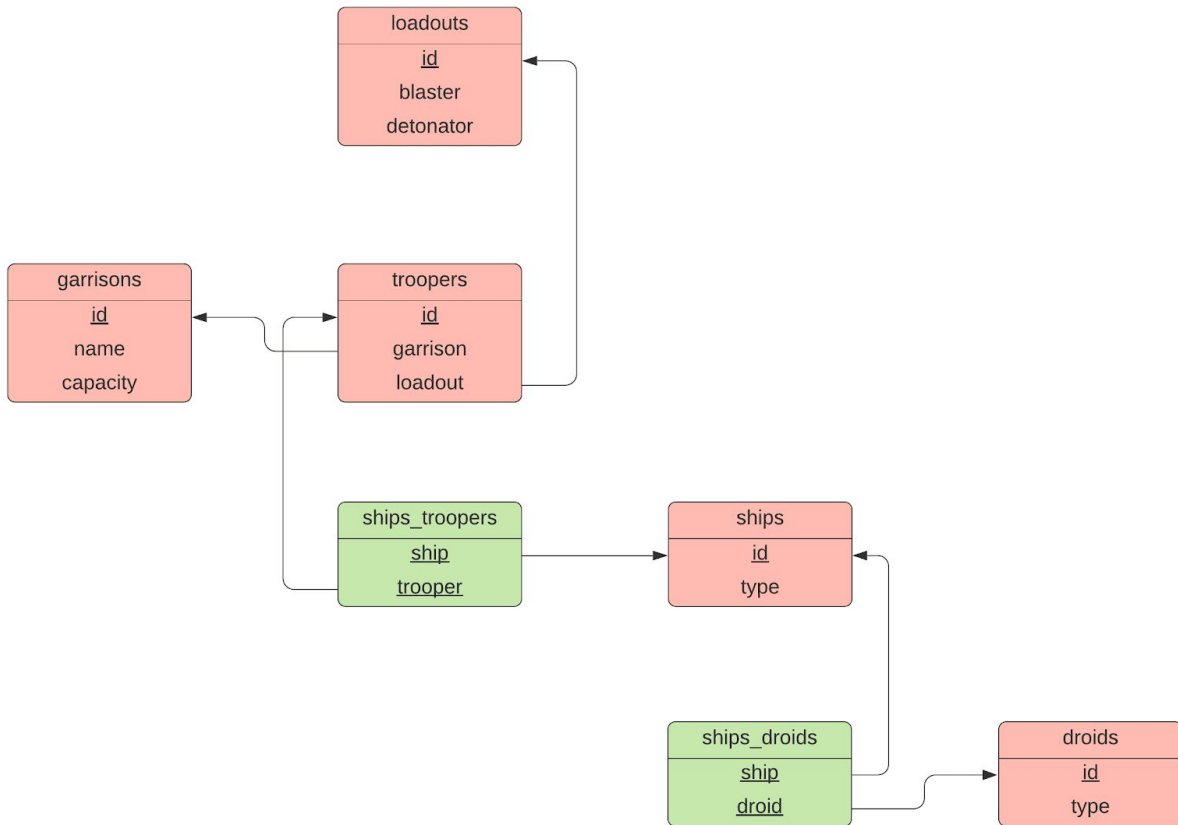 loadouts
id
blaster
detonator
garrisons
id
name
capacity
troopers
id
garrison
loadout
ships_troopers
ship
trooper
ships
id
type
ships_droids
ship
droid
droids
id
type